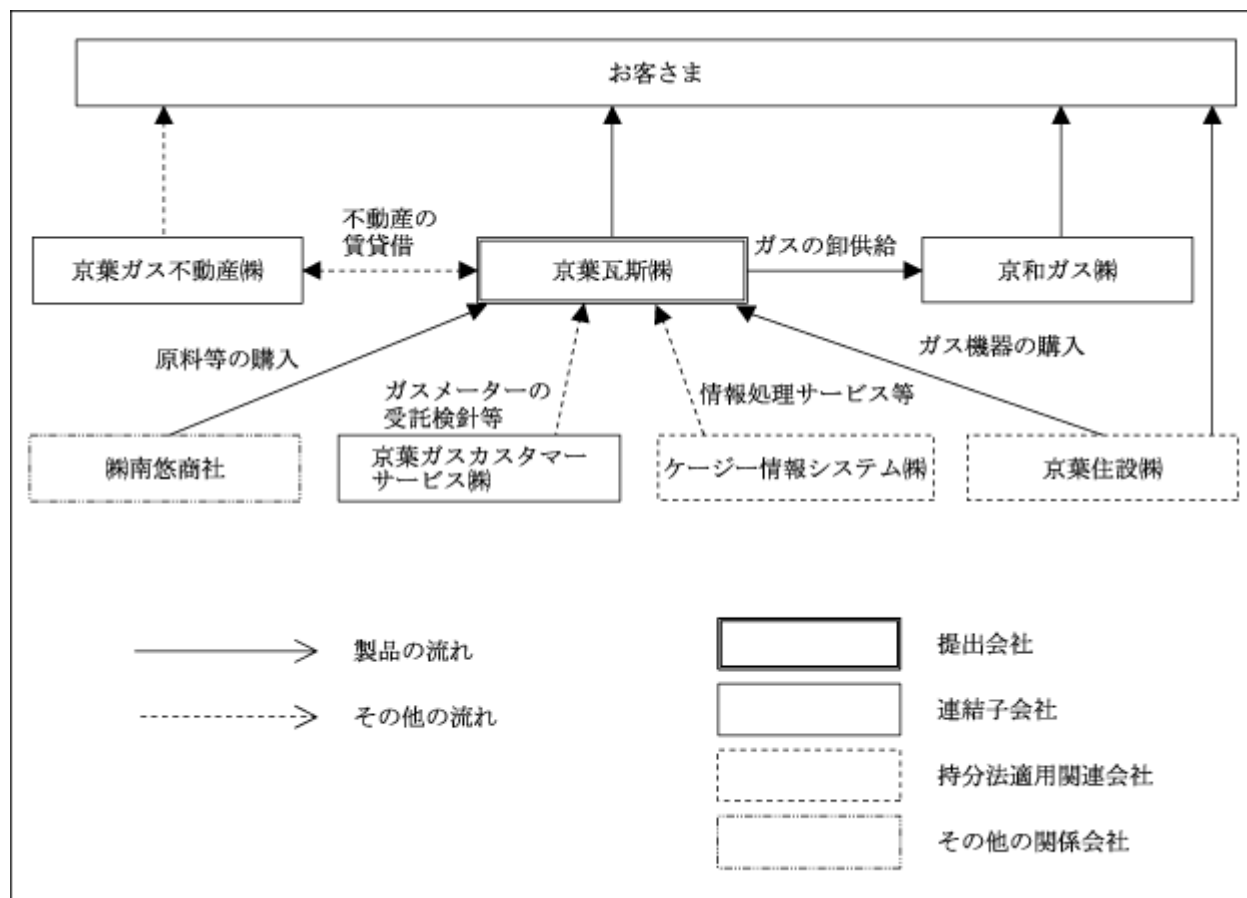 お客さま
不動産の
賃貸借
ガスの卸供給
京葉ガス不動産㈱
京葉瓦斯㈱
京和ガス㈱
原料等の購入
ガスメーターの
受託検針等
情報処理サービス等
ガス機器の購入
㈱南悠商社
京葉ガスカスタマー
サービス㈱
ケージー情報システム㈱
京葉住設㈱
製品の流れ
その他の流れ
提出会社
連結子会社
持分法適用関連会社
その他の関係会社